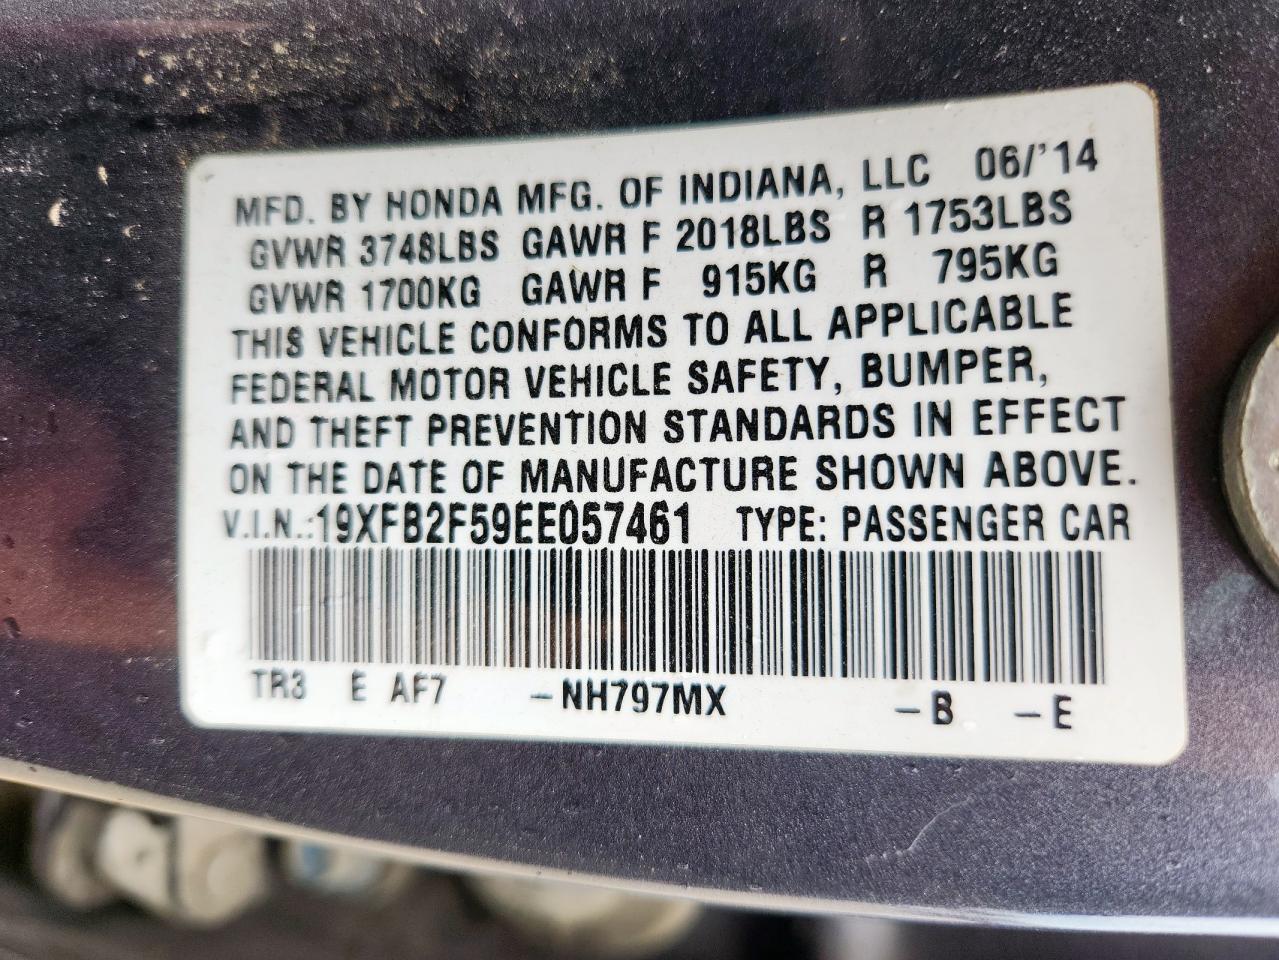 MFD. BY HONDA MFG. OF INDIANA, LLC 06/'14
GVWR 3748LBS GAWR F 2018LBS R 1753LBS
GVWR 1700KG GAWR F 915KG R 795KG
THIS VEHICLE CONFORMS TO ALL APPLICABLE
FEDERAL MOTOR VEHICLE SAFETY, BUMPER,
AND THEFT PREVENTION STANDARDS IN EFFECT
ON THE DATE OF MANUFACTURE SHOWN ABOVE.
V.I.N.:19XFB2F59EE057461 TYPE: PASSENGER CAR
TR3 E AF7 -NH797MX -B -E